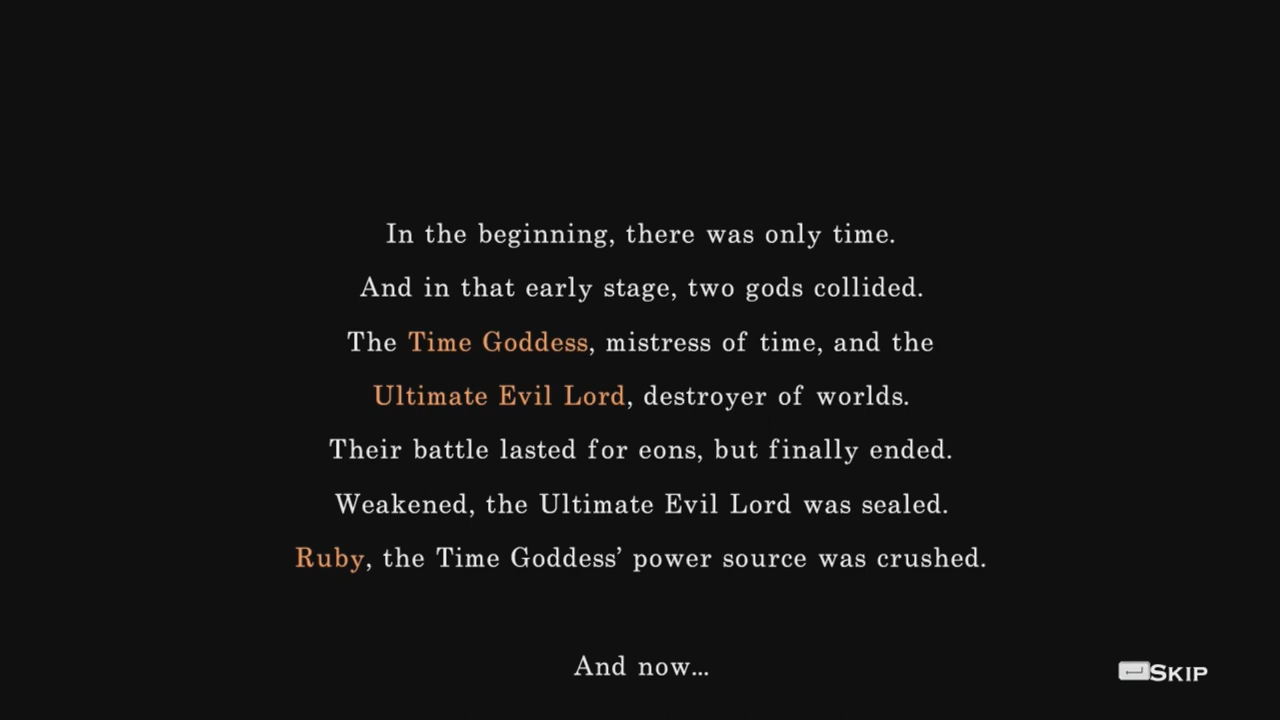 In the beginning, there was only time.
And in that early stage, two gods collided.
The Time Goddess, mistress of time, and the
Ultimate Evil Lord, destroyer of worlds.
Their battle lasted for eons, but finally ended.
Weakened, the Ultimate Evil Lord was sealed.
Ruby, the Time Goddess’ power source was crushed.
And now...
SKIP